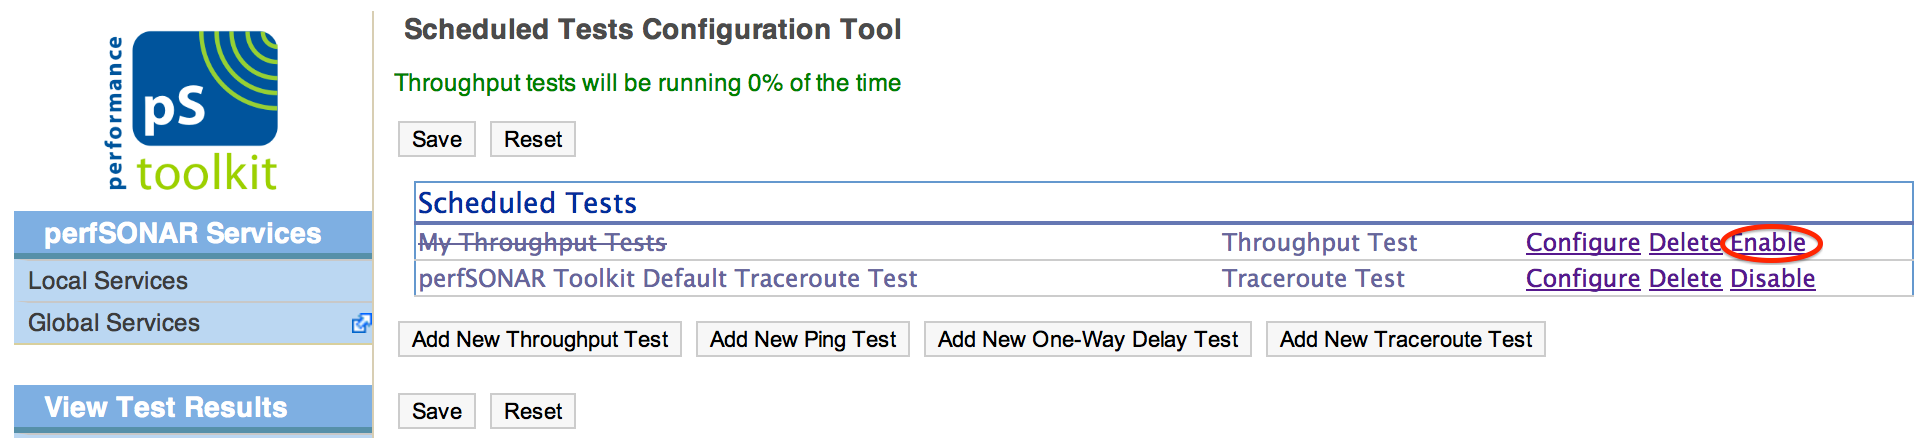 performance
pS
toolkit
perfSONAR Services
Local Services
Global Services
View Test Results
Scheduled Tests Configuration Tool
Throughput tests will be running 0% of the time
Save Reset
Scheduled Tests
My Throughput Tests Throughput Test Configure Delete Enable
perfSONAR Toolkit Default Traceroute Test Traceroute Test Configure Delete Disable
Add New Throughput Test Add New Ping Test Add New One-Way Delay Test Add New Traceroute Test
Save Reset